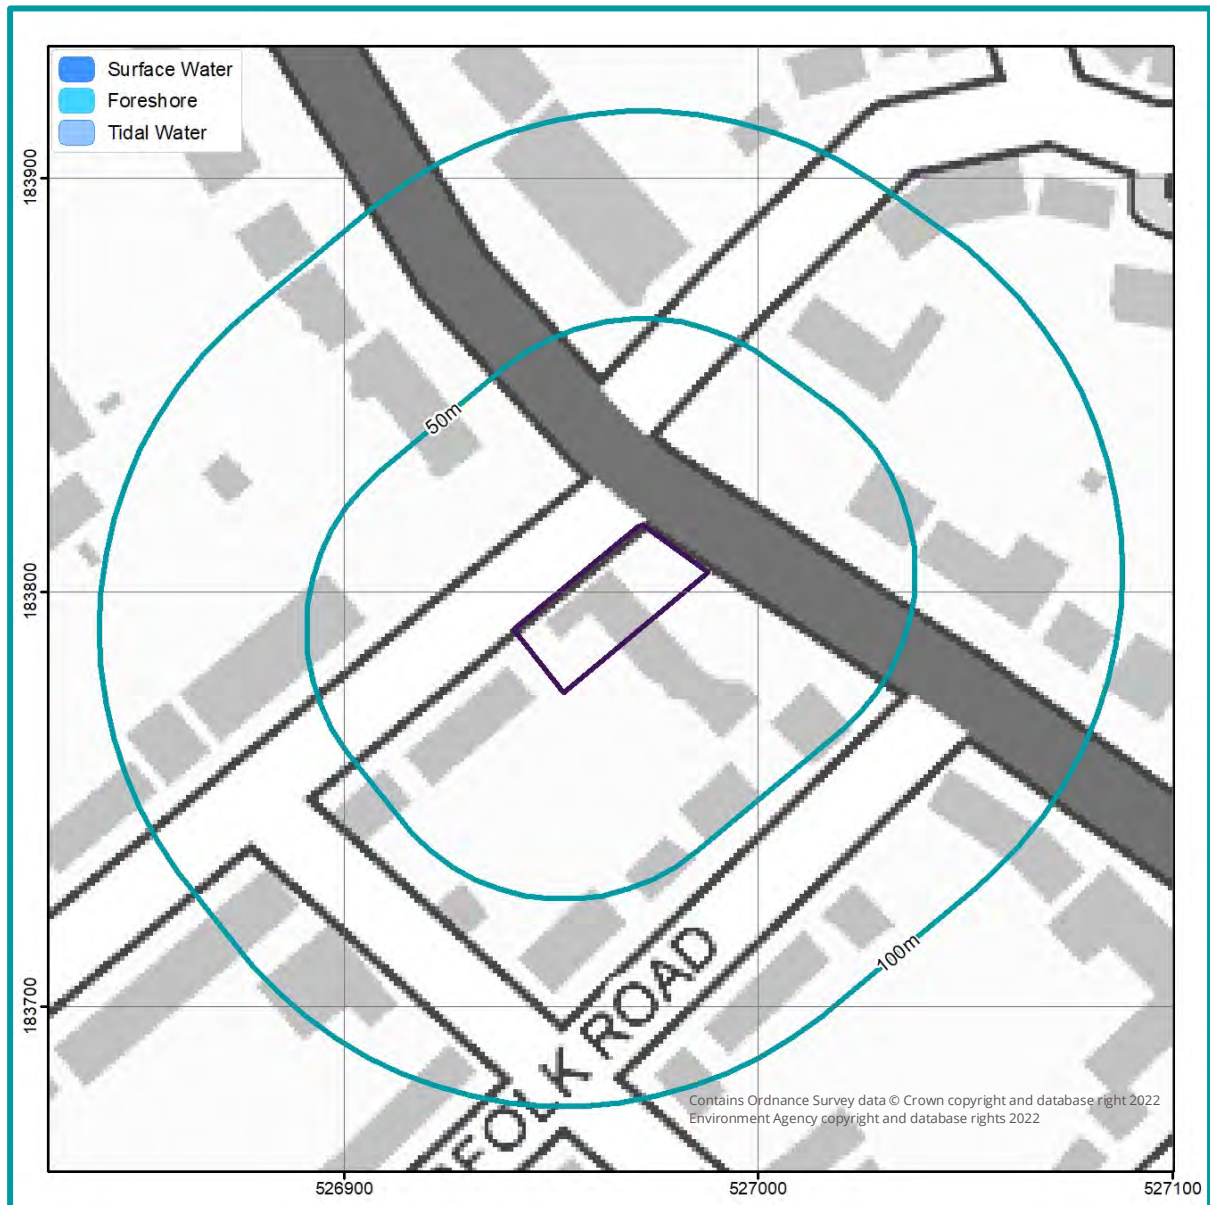 Surface Water
Foreshore
Tidal Water
183900
50m
183800
100m
183700
FOLK ROAD
Contains Ordnance Survey data © Crown copyright and database right 2022
Environment Agency copyright and database rights 2022
526900
527000
527100